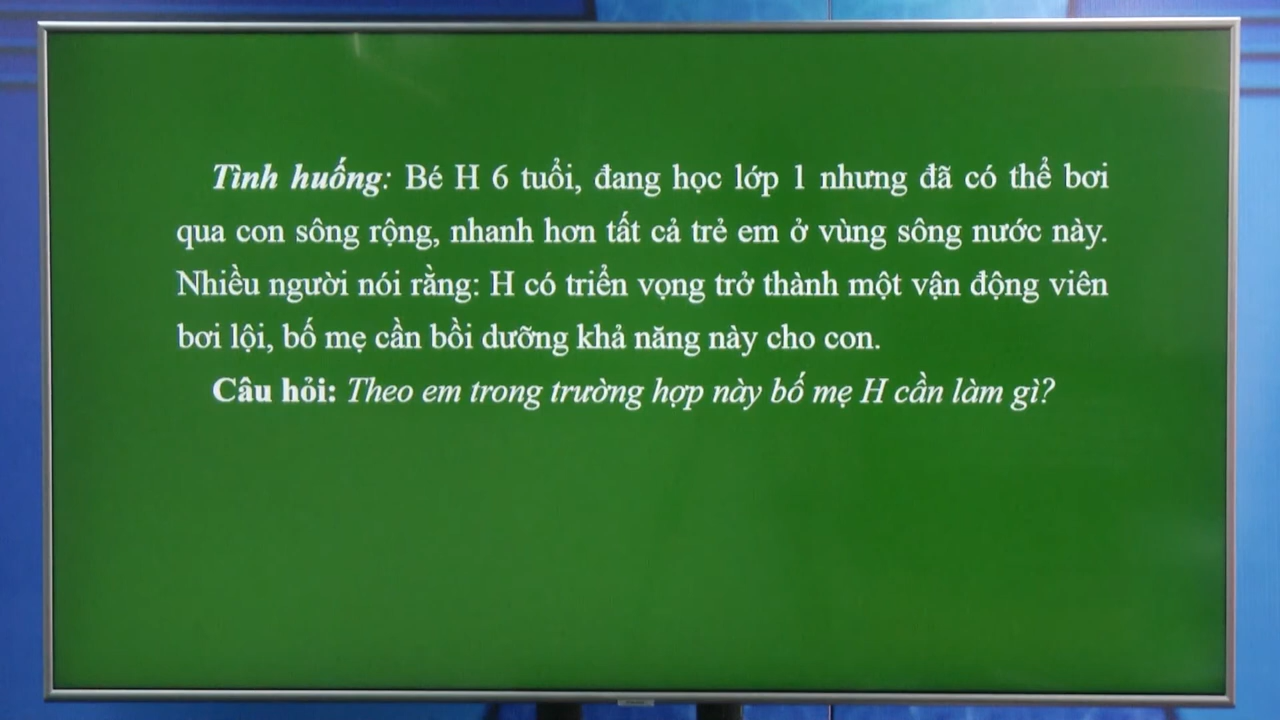 Tình huống: Bé H 6 tuổi, đang học lớp 1 nhưng đã có thể bơi
qua con sông rộng, nhanh hơn tất cả trẻ em ở vùng sông nước này.
Nhiều người nói rằng: H có triển vọng trở thành một vận động viên
bơi lội, bố mẹ cần bồi dưỡng khả năng này cho con.
Câu hỏi: Theo em trong trường hợp này bố mẹ H cần làm gì?